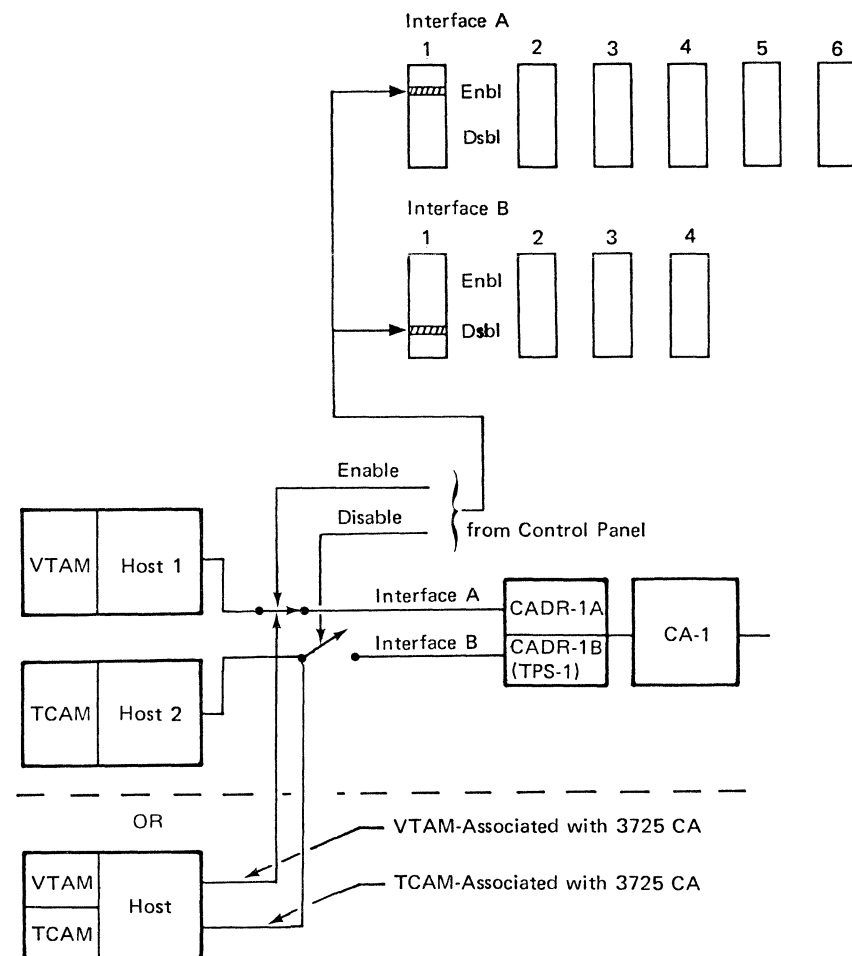 Interface A
1 2 3 4 5 6
Enbl
Dsbl
Interface B
1 2 3 4
Enbl
Dsbl
Enable
Disable
from Control Panel
VTAM Host 1
Interface A
CADR-1A
CA-1
Interface B
CADR-1B
(TPS-1)
TCAM Host 2
OR
VTAM-Associated with 3725 CA
VTAM
Host
TCAM-Associated with 3725 CA
TCAM